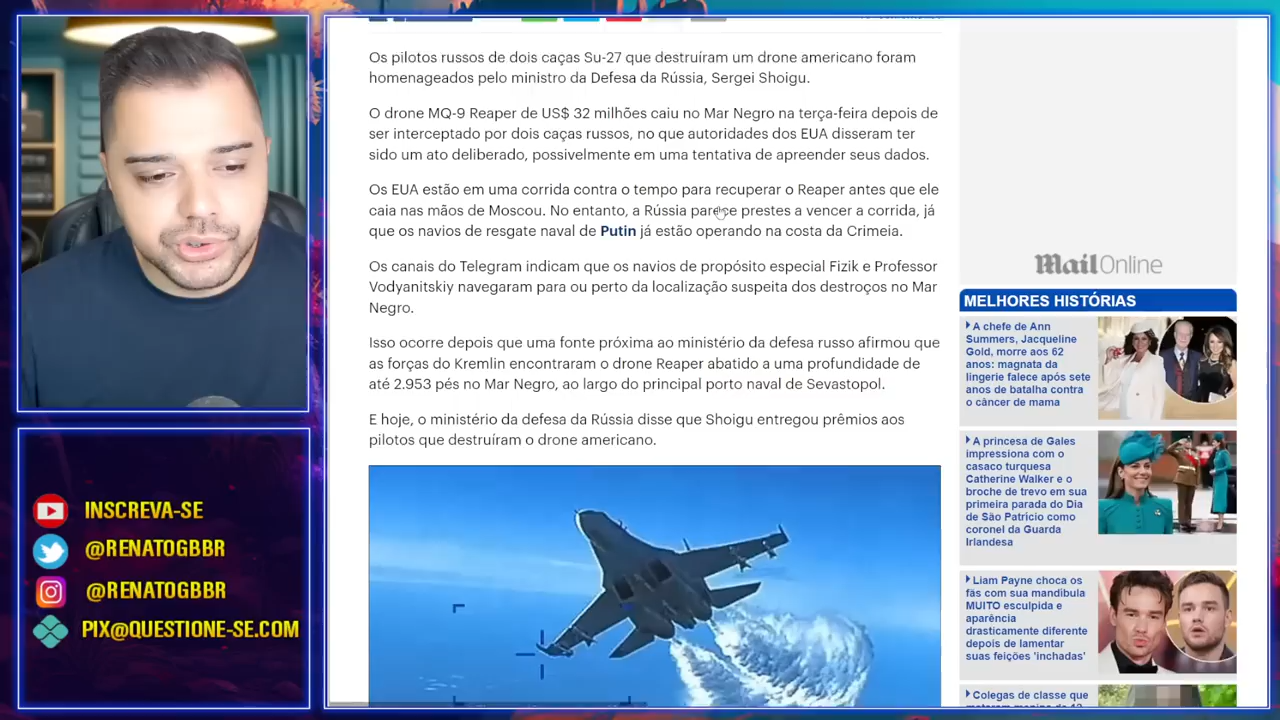 Os pilotos russos de dois caças Su-27 que destruíram um drone americano foram
homenageados pelo ministro da Defesa da Rússia, Sergei Shoigu.
O drone MQ-9 Reaper de US$ 32 milhões caiu no Mar Negro na terça-feira depois de
ser interceptado por dois caças russos, no que autoridades dos EUA disseram ter
sido um ato deliberado, possivelmente em uma tentativa de apreender seus dados.
Os EUA estão em uma corrida contra o tempo para recuperar o Reaper antes que ele
caia nas mãos de Moscou. No entanto, a Rússia parece prestes a vencer a corrida, já
que os navios de resgate naval de Putin já estão operando na costa da Crimeia.
Os canais do Telegram indicam que os navios de propósito especial Fizik e Professor
Vodyanitskiy navegaram para ou perto da localização suspeita dos destroços no Mar
Negro.
Isso ocorre depois que uma fonte próxima ao ministério da defesa russo afirmou que
as forças do Kremlin encontraram o drone Reaper abatido a uma profundidade de
até 2.953 pés no Mar Negro, ao largo do principal porto naval de Sevastopol.
E hoje, o ministério da defesa da Rússia disse que Shoigu entregou prêmios aos
pilotos que destruíram o drone americano.
Mail Online
MELHORES HISTÓRIAS
A chefe de Ann
Summers, Jacqueline
Gold, morre aos 62
anos: magnata da
lingerie falece após sete
anos de batalha contra
o câncer de mama
A princesa de Gales
impressiona com o
casaco turquesa
Catherine Walker e o
broche de trevo em sua
primeira parada do Dia
de São Patrício como
coronel da Guarda
Irlandesa
Liam Payne choca os
fãs com sua mandíbula
MUITO esculpida e
aparência
drasticamente diferente
depois de lamentar
suas feições 'inchadas'
Colegas de classe que
INSCREVA-SE
@RENATOGBBR
@RENATOGBBR
PIX@QUESTIONE-SE.COM